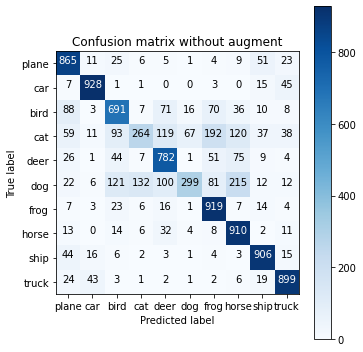 Confusion matrix without augment
plane 865 11 25 6 5 1 4 9 51 23
car 7 928 1 1 0 0 3 0 15 45
bird 88 3 691 7 71 16 70 36 10 8
cat 59 11 93 264 119 67 192 120 37 38
deer 26 1 44 7 782 1 51 75 9 4
dog 22 6 121 132 100 299 81 215 12 12
frog 7 3 23 6 16 1 919 7 14 4
horse 13 0 14 6 32 4 8 910 2 11
ship 44 16 6 2 3 1 4 3 906 15
truck 24 43 3 1 2 1 2 6 19 899
plane car bird cat deer dog frog horse ship truck
Predicted label
True label
800
600
400
200
0